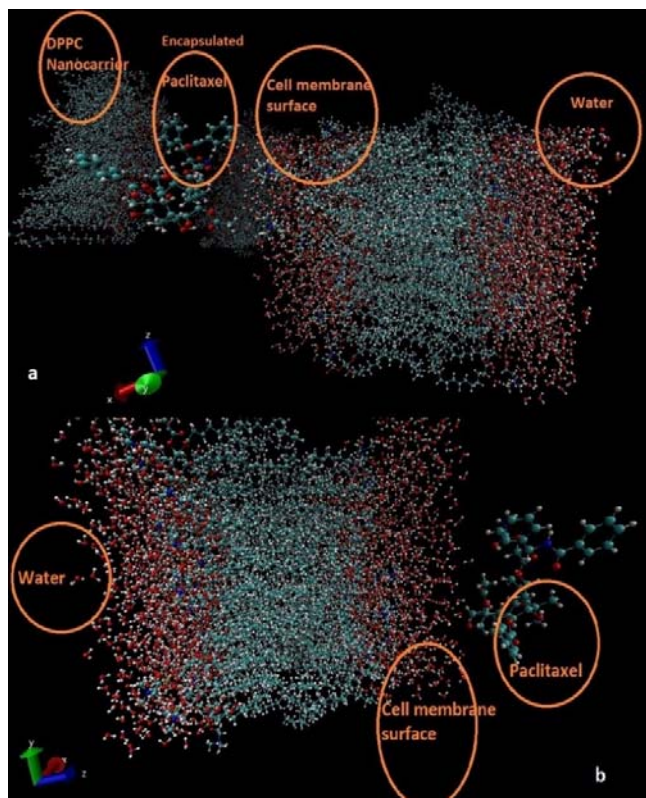 DPPC
Nanocarrier
Encapsulated
Paclitaxel
Cell membrane
surface
Water
z
y
x
a
Water
Paclitaxel
Cell membrane
surface
y
x
z
b